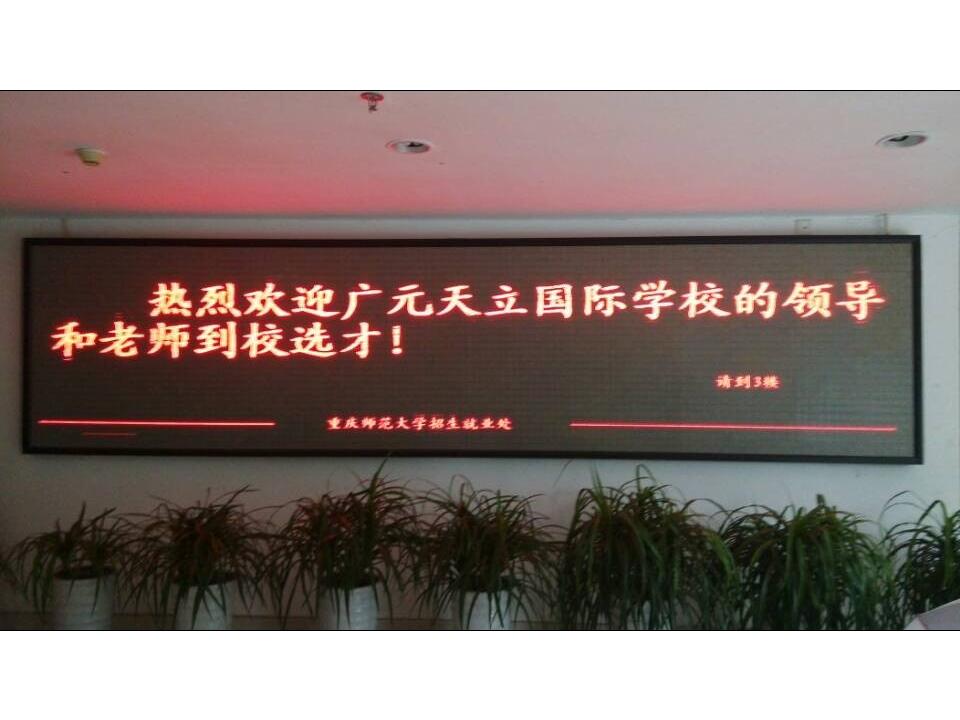 热烈欢迎广元天立国际学校的领导
和老师到校选才！
请到3楼
重庆师范大学招生就业处